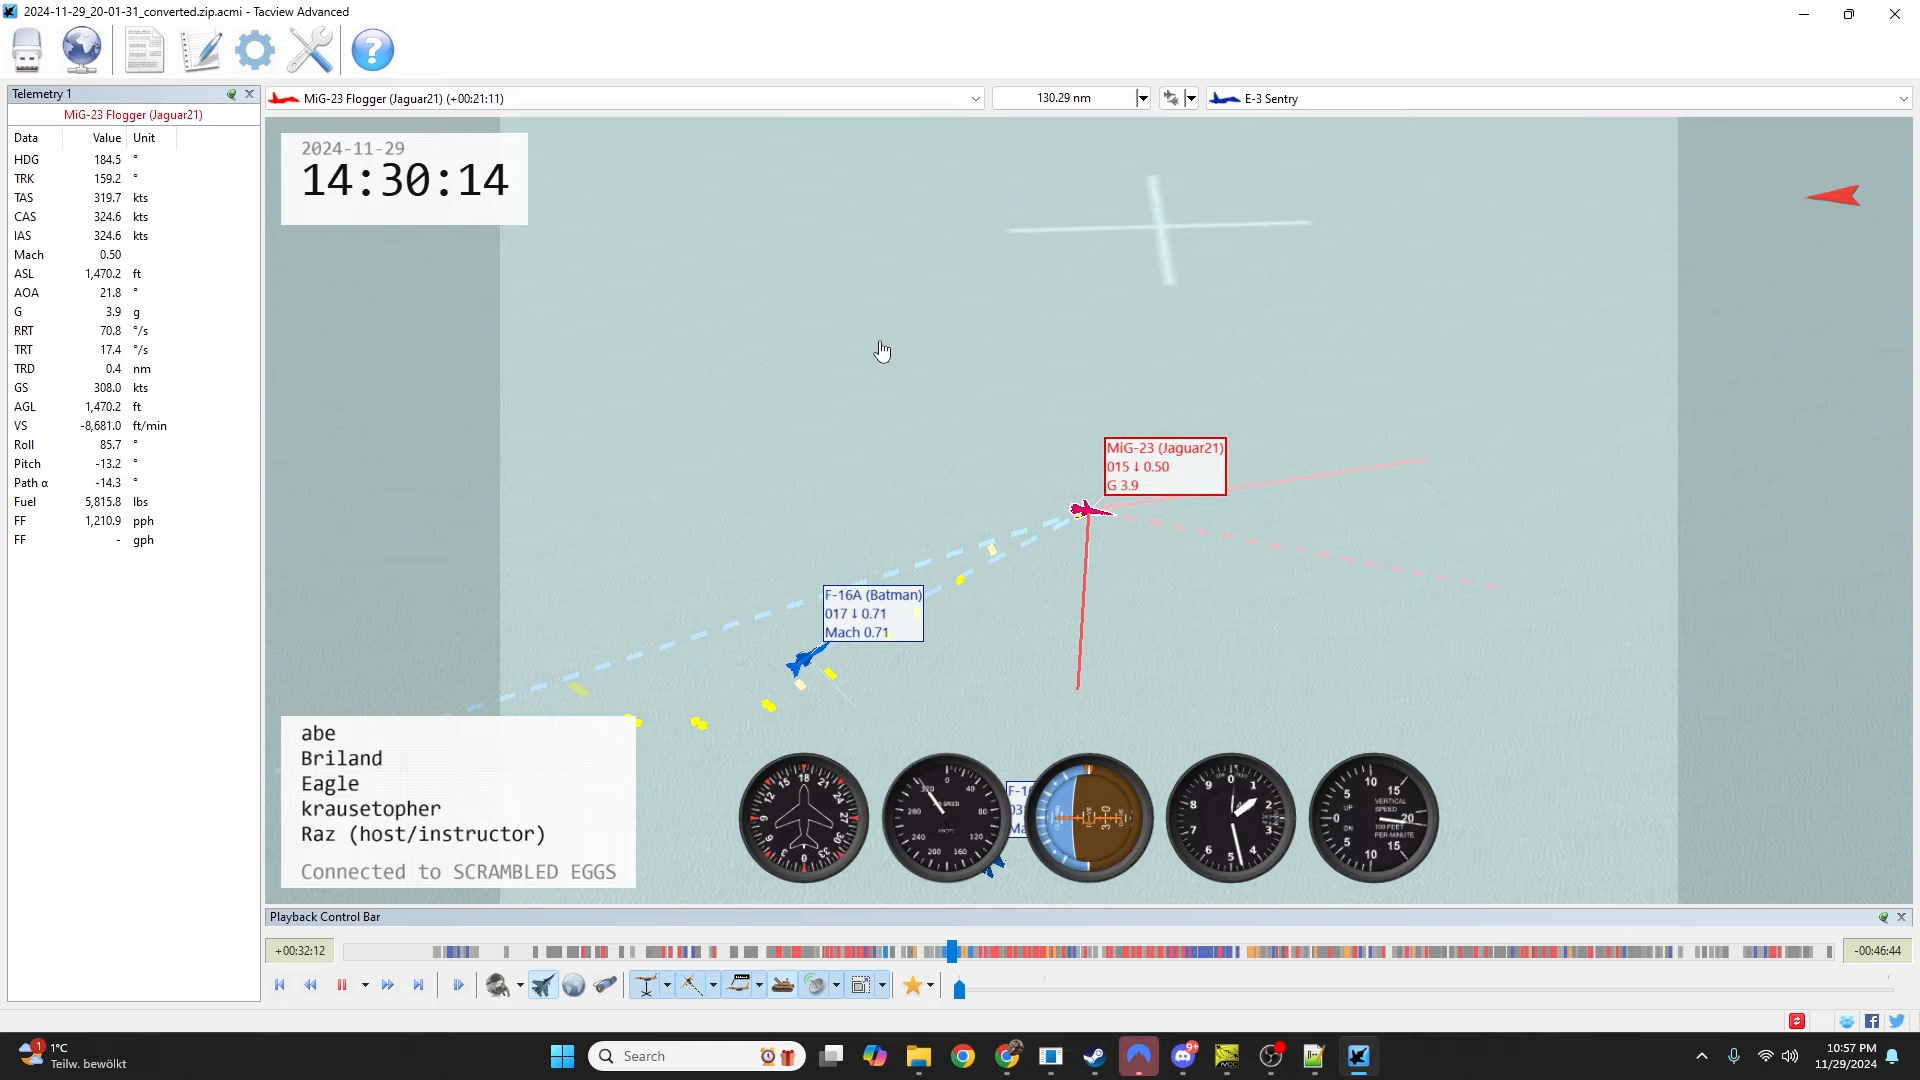 2024-11-29_20-01-31_converted.zip.acmi - Tacview Advanced
Telemetry 1
MiG-23 Flogger (Jaguar21)
Data Value Unit
HDG 184.5 °
TRK 159.2 °
TAS 319.7 kts
CAS 324.6 kts
IAS 324.6 kts
Mach 0.50
ASL 1,470.2 ft
AOA 21.8 °
G 3.9 g
RRT 70.8 °/s
TRT 17.4 °/s
TRD 0.4 nm
GS 308.0 kts
AGL 1,470.2 ft
VS -8,681.0 ft/min
Roll 85.7 °
Pitch -13.2 °
Path α -14.3 °
Fuel 5,815.8 lbs
FF 1,210.9 pph
FF - gph
MiG-23 Flogger (Jaguar21) (+00:21:11)
130.29 nm
E-3 Sentry
2024-11-29
14:30:14
MiG-23 (Jaguar21)
015 ↓ 0.50
G 3.9
F-16A (Batman)
017 ↓ 0.71
Mach 0.71
abe
Briland
Eagle
krausetopher
Raz (host/instructor)
Connected to SCRAMBLED EGGS
Playback Control Bar
+00:32:12
-00:46:44
1°C
Teilw. bewölkt
Search
10:57 PM
11/29/2024